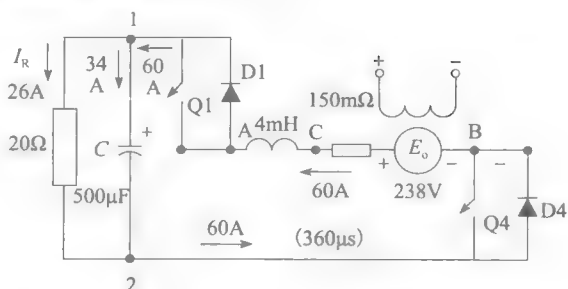 1
I_R
26A
34
A
60
A
D1
Q1
20Ω
C
+
500μF
A
4mH
C
150mΩ
+
−
+
E_o
−
238V
B
−
60A
Q4
D4
60A
(360μs)
2